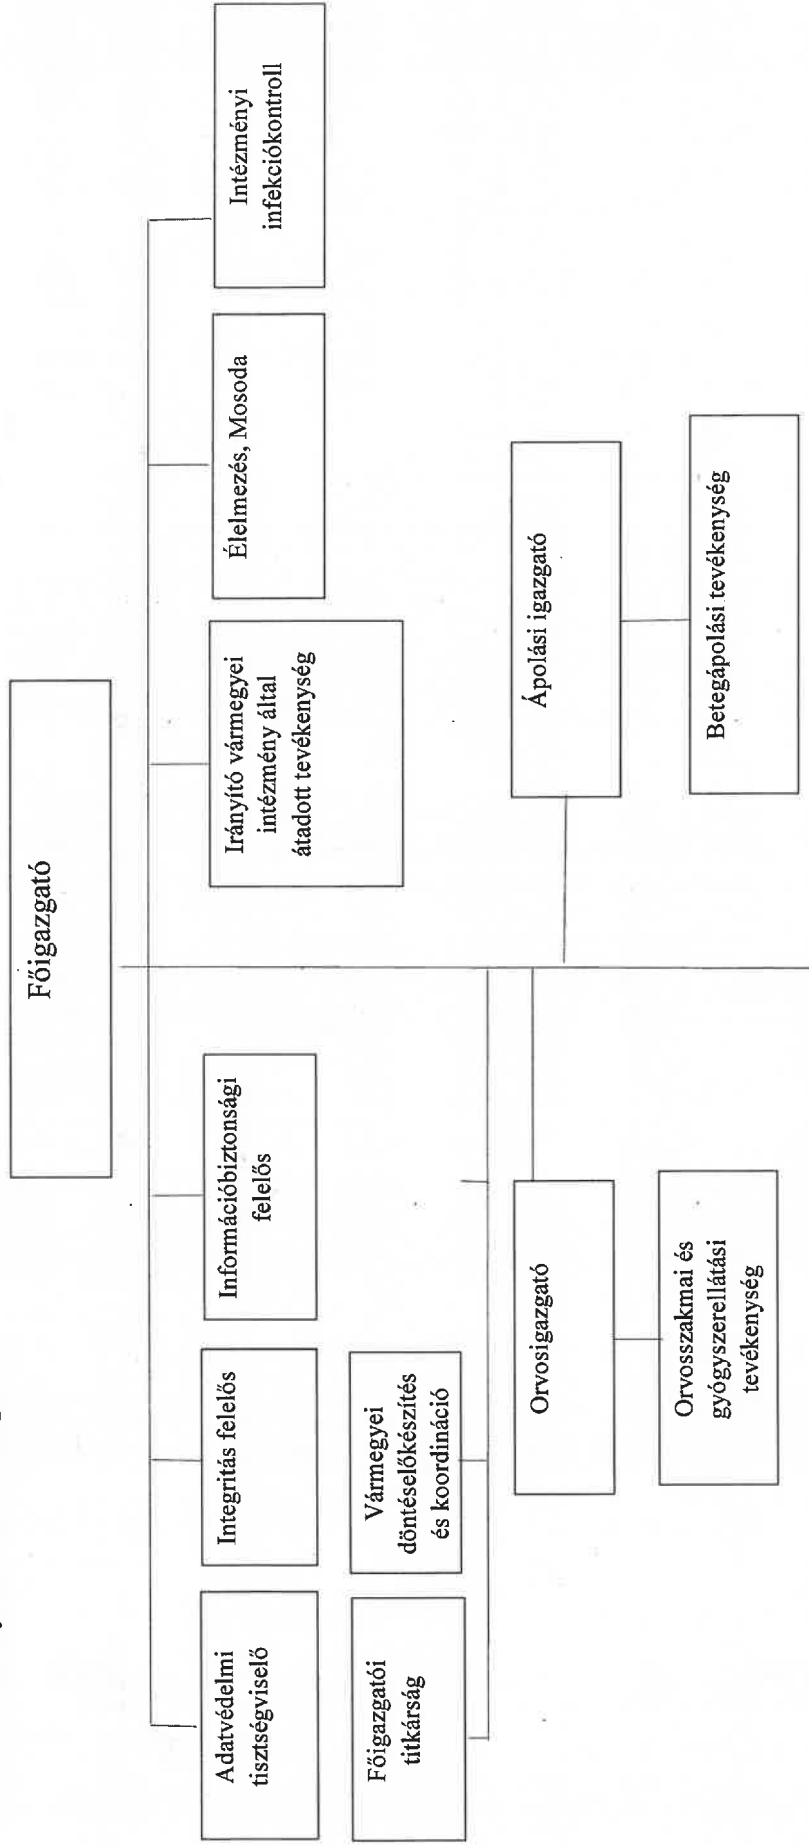 Főigazgató
Adatvédelmi
tisztségviselő
Integritás felelős
Információbiztonsági
felelős
Irányító vármegyei
intézmény által
átadott tevékenység
Élelmezés, Mosoda
Intézményi
infekciókontroll
Főigazgatói
titkárság
Vármegyei
döntéselőkészítés
és koordináció
Orvosigazgató
Ápolási igazgató
Orvosszakmai és
gyógyszerellátási
tevékenység
Betegápolási tevékenység